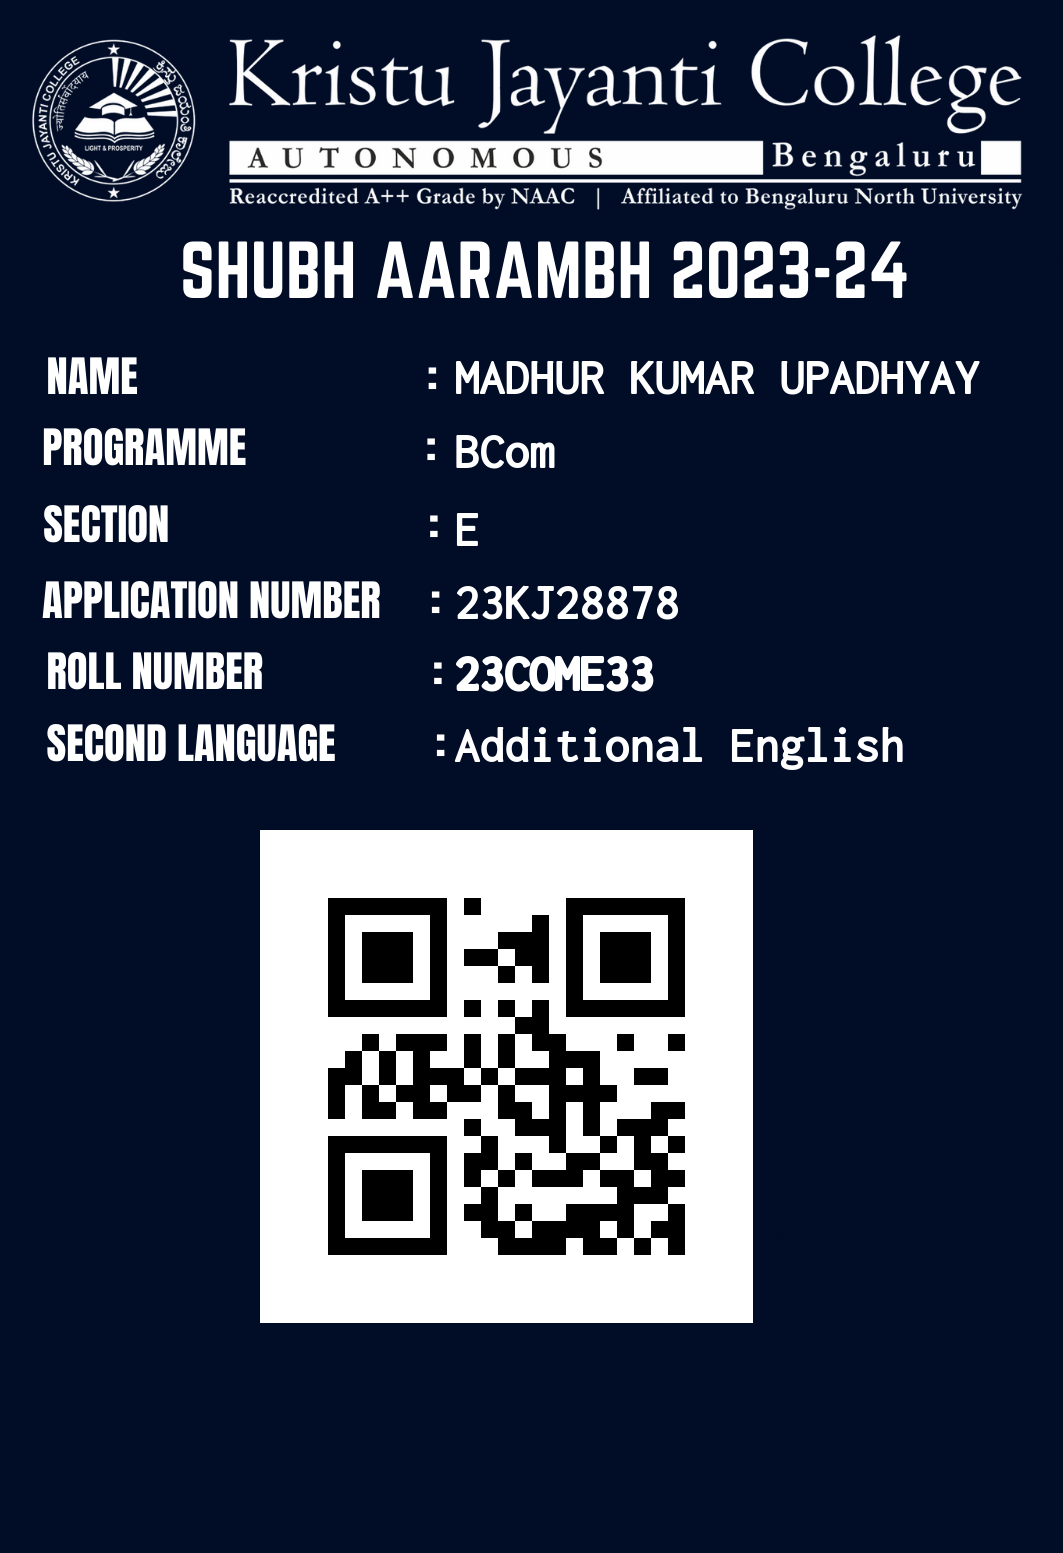 Kristu Jayanti College
AUTONOMOUS Bengaluru
Reaccredited A++ Grade by NAAC | Affiliated to Bengaluru North University
KRISTU JAYANTI COLLEGE
LIGHT & PROSPERITY
SHUBH AARAMBH 2023-24
NAME : MADHUR KUMAR UPADHYAY
PROGRAMME : BCom
SECTION : E
APPLICATION NUMBER : 23KJ28878
ROLL NUMBER : 23COME33
SECOND LANGUAGE : Additional English